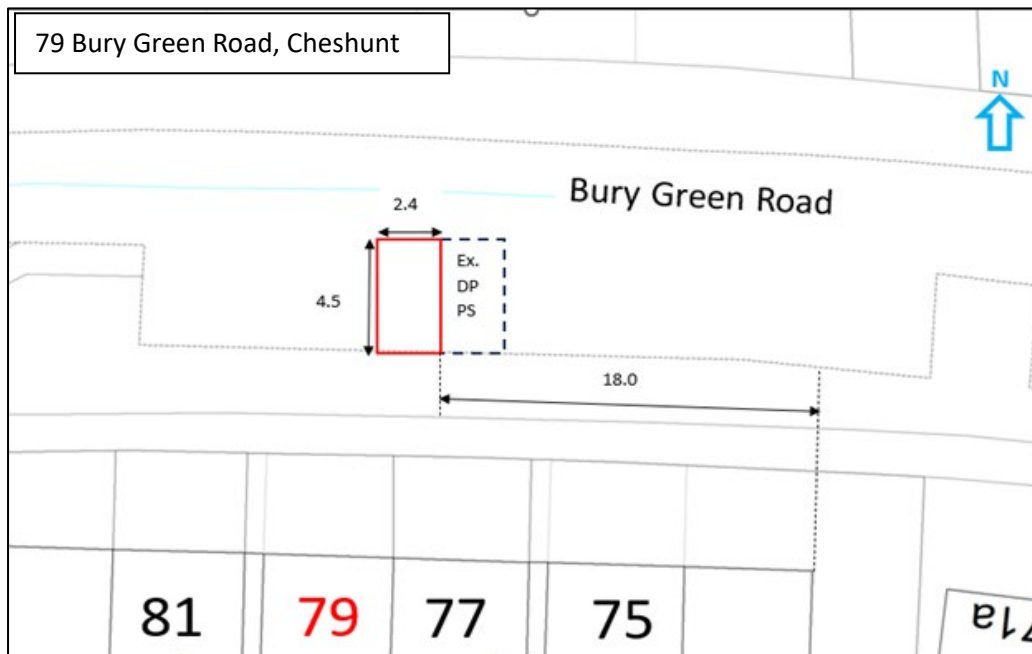 79 Bury Green Road, Cheshunt
N
Bury Green Road
2.4
Ex.
DP
PS
4.5
18.0
81
79
77
75
71a